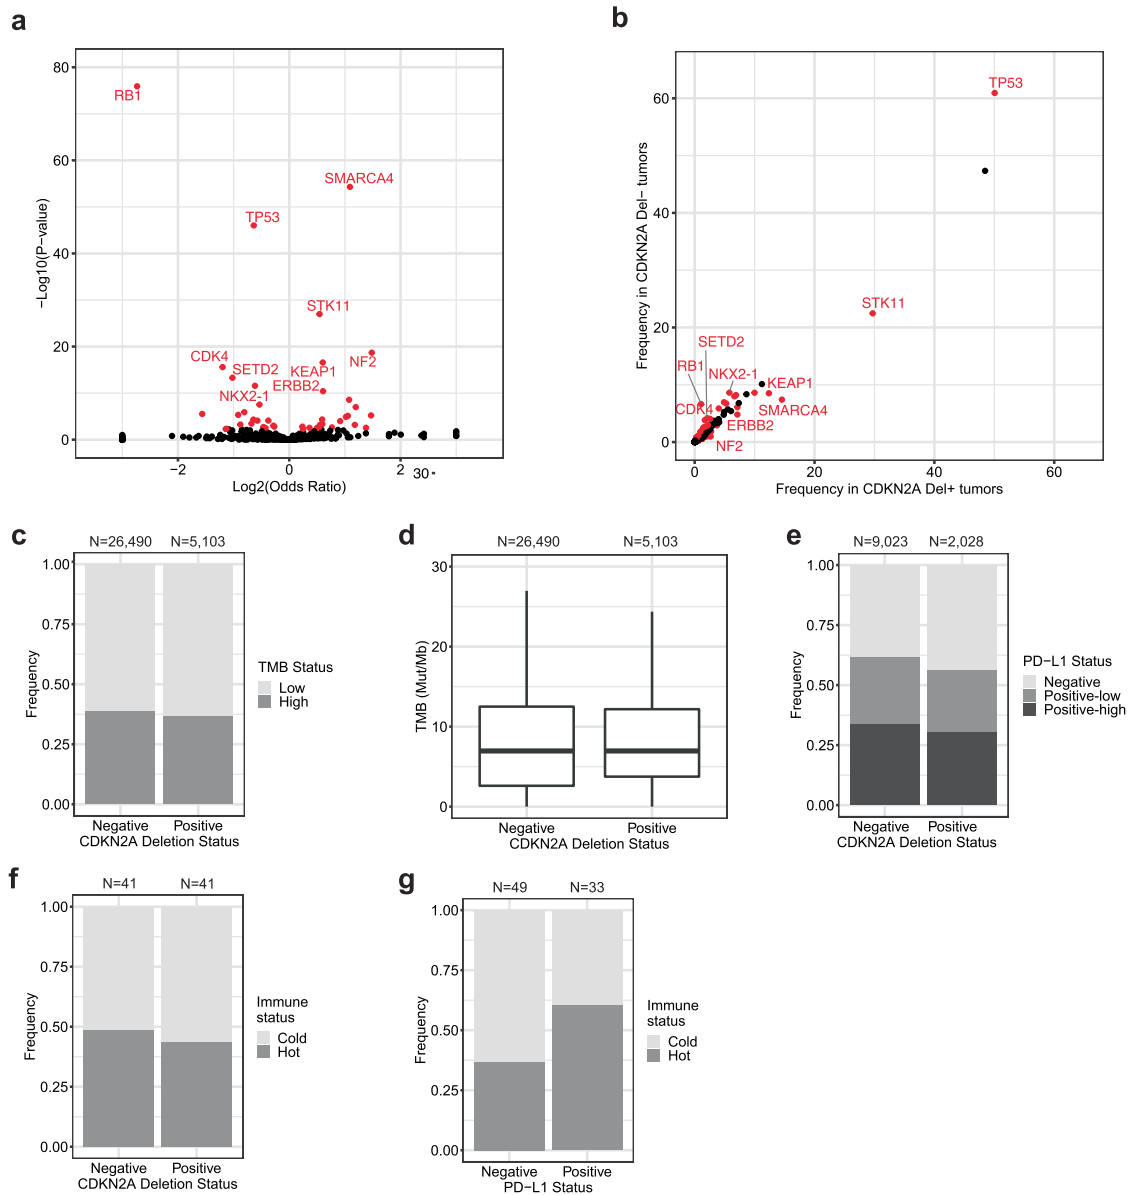 a
80
60
40
20
0
−Log10(P−value)
RB1
SMARCA4
TP53
STK11
CDK4
SETD2
KEAP1
NF2
NKX2−1
ERBB2
−2
0
2
30
Log2(Odds Ratio)
b
60
40
20
0
Frequency in CDKN2A Del− tumors
TP53
STK11
SETD2
RB1
NKX2−1
KEAP1
CDK4
SMARCA4
ERBB2
NF2
0
20
40
60
Frequency in CDKN2A Del+ tumors
c
N=26,490
N=5,103
1.00
0.75
0.50
0.25
0.00
Frequency
Negative
Positive
CDKN2A Deletion Status
TMB Status
Low
High
d
N=26,490
N=5,103
30
20
10
0
TMB (Mut/Mb)
Negative
Positive
CDKN2A Deletion Status
e
N=9,023
N=2,028
1.00
0.75
0.50
0.25
0.00
Frequency
Negative
Positive
CDKN2A Deletion Status
PD−L1 Status
Negative
Positive−low
Positive−high
f
N=41
N=41
1.00
0.75
0.50
0.25
0.00
Frequency
Negative
Positive
CDKN2A Deletion Status
Immune
status
Cold
Hot
g
N=49
N=33
1.00
0.75
0.50
0.25
0.00
Frequency
Negative
Positive
PD−L1 Status
Immune
status
Cold
Hot